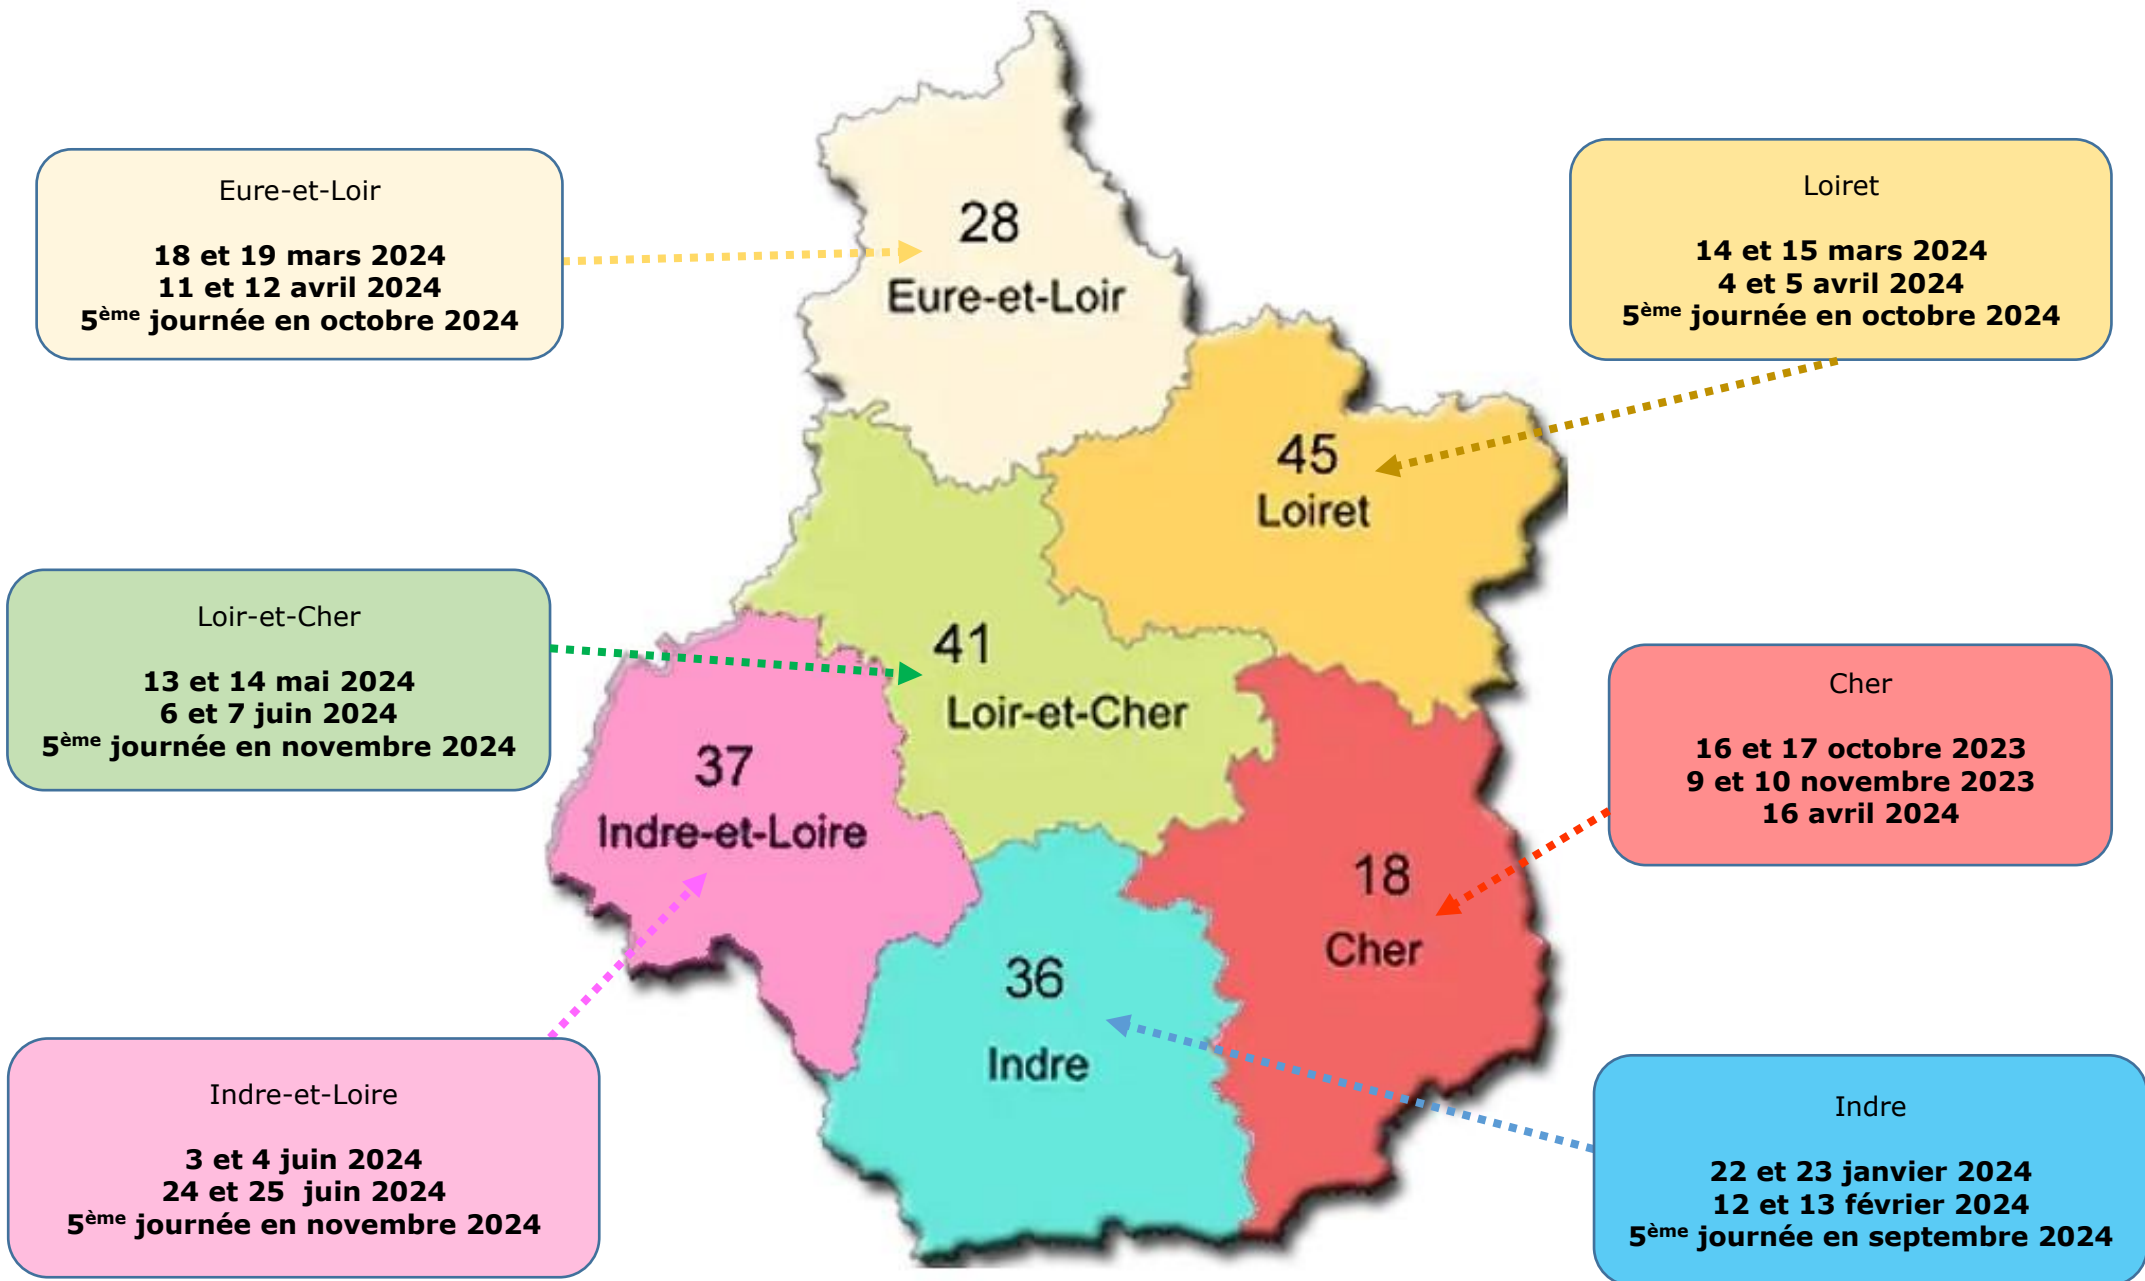 Eure-et-Loir
18 et 19 mars 2024
11 et 12 avril 2024
5ème journée en octobre 2024
Loiret
14 et 15 mars 2024
4 et 5 avril 2024
5ème journée en octobre 2024
28
Eure-et-Loir
45
Loiret
Loir-et-Cher
13 et 14 mai 2024
6 et 7 juin 2024
5ème journée en novembre 2024
41
Loir-et-Cher
Cher
16 et 17 octobre 2023
9 et 10 novembre 2023
16 avril 2024
37
Indre-et-Loire
18
Cher
36
Indre
Indre-et-Loire
3 et 4 juin 2024
24 et 25  juin 2024
5ème journée en novembre 2024
Indre
22 et 23 janvier 2024
12 et 13 février 2024
5ème journée en septembre 2024